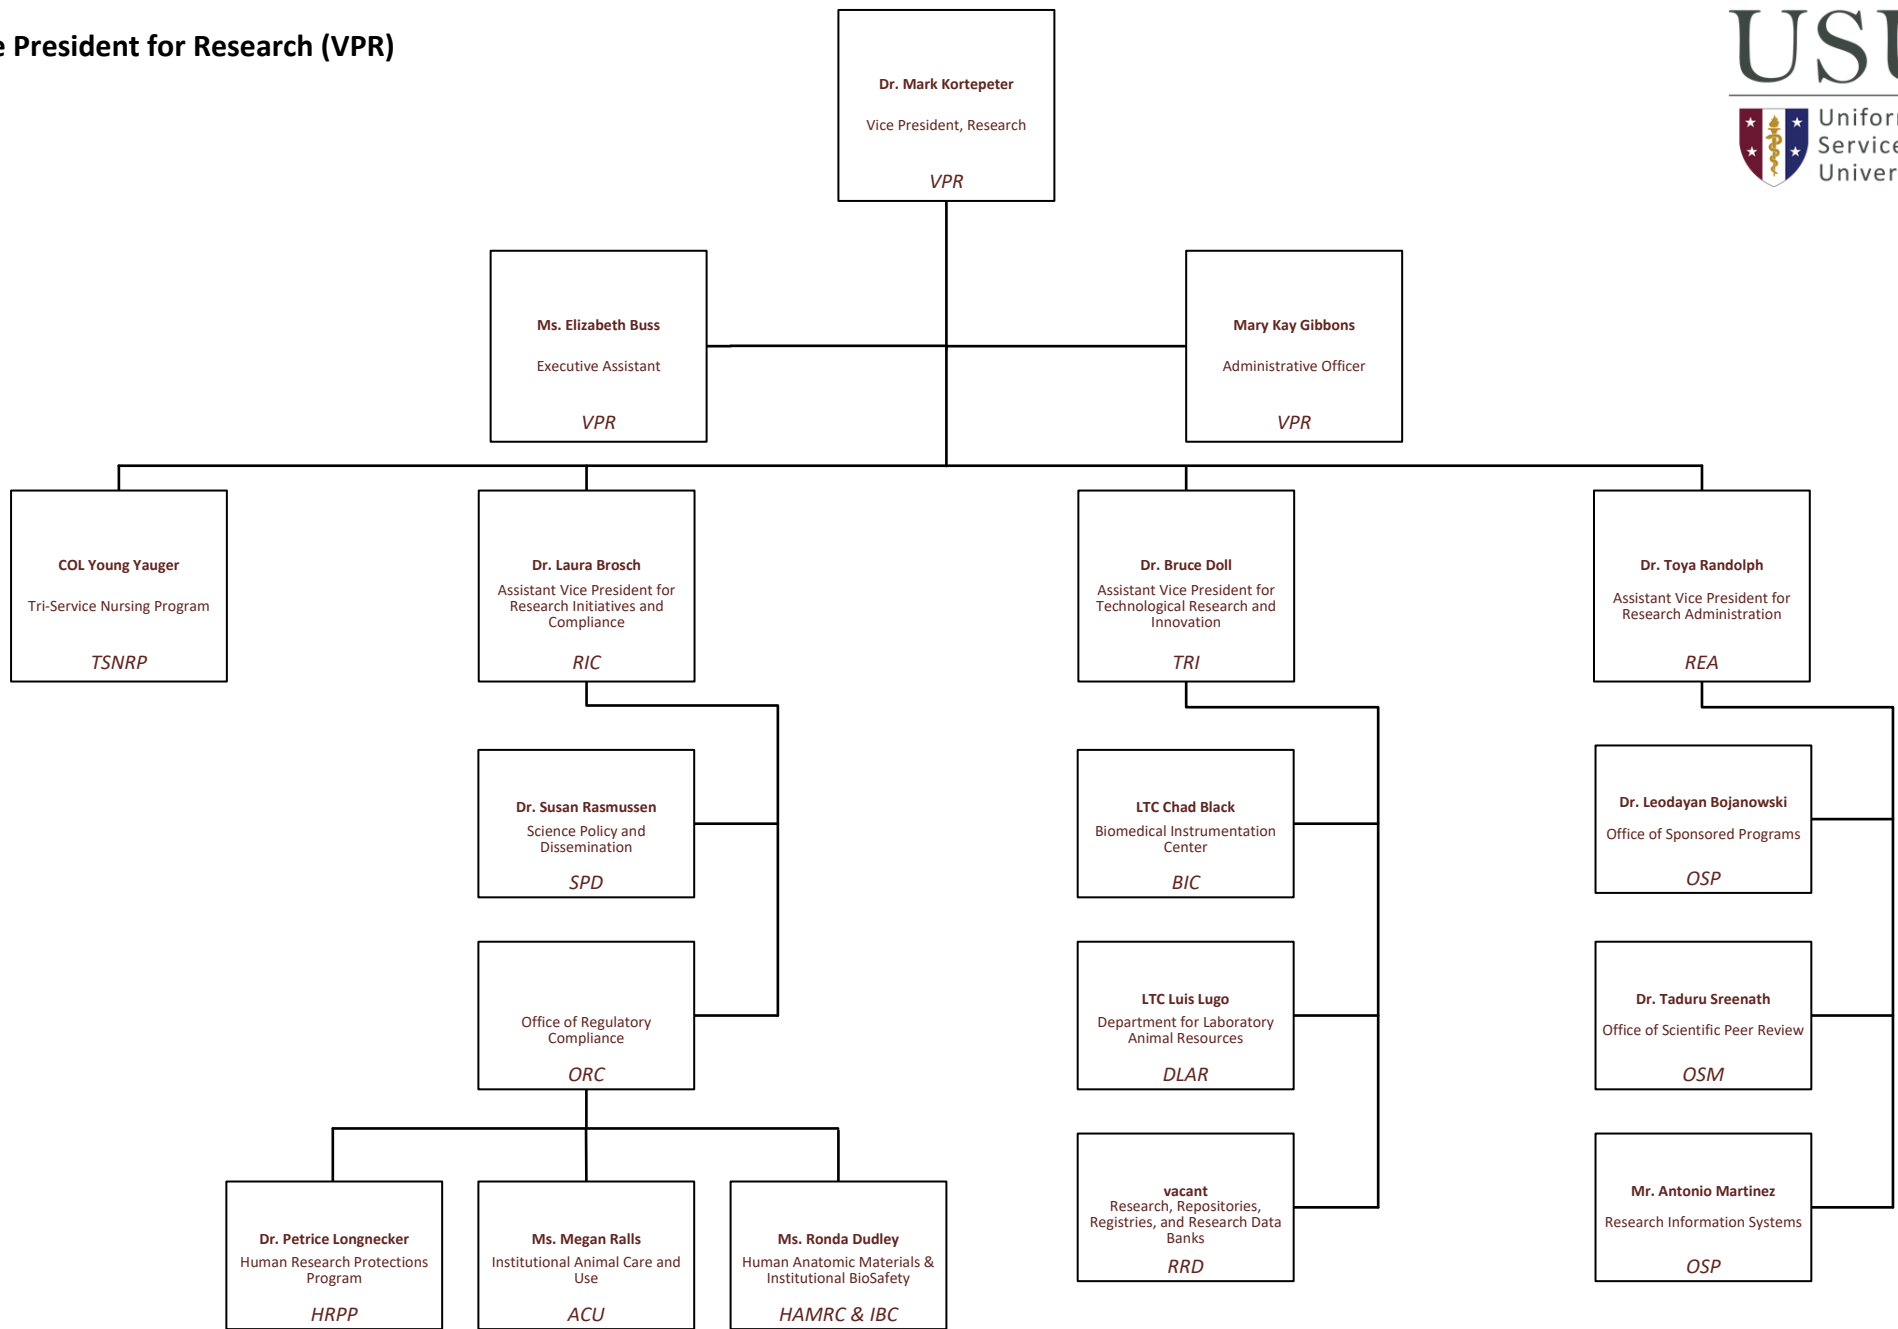 e President for Research (VPR)
USU
Uniform
Service
Univer
Dr. Mark Kortepeter
Vice President, Research
VPR
Ms. Elizabeth Buss
Executive Assistant
VPR
Mary Kay Gibbons
Administrative Officer
VPR
COL Young Yauger
Tri-Service Nursing Program
TSNRP
Dr. Laura Brosch
Assistant Vice President for
Research Initiatives and
Compliance
RIC
Dr. Bruce Doll
Assistant Vice President for
Technological Research and
Innovation
TRI
Dr. Toya Randolph
Assistant Vice President for
Research Administration
REA
Dr. Susan Rasmussen
Science Policy and
Dissemination
SPD
LTC Chad Black
Biomedical Instrumentation
Center
BIC
Dr. Leodayan Bojanowski
Office of Sponsored Programs
OSP
Office of Regulatory
Compliance
ORC
LTC Luis Lugo
Department for Laboratory
Animal Resources
DLAR
Dr. Taduru Sreenath
Office of Scientific Peer Review
OSM
Dr. Petrice Longnecker
Human Research Protections
Program
HRPP
Ms. Megan Ralls
Institutional Animal Care and
Use
ACU
Ms. Ronda Dudley
Human Anatomic Materials &
Institutional BioSafety
HAMRC & IBC
vacant
Research, Repositories,
Registries, and Research Data
Banks
RRD
Mr. Antonio Martinez
Research Information Systems
OSP